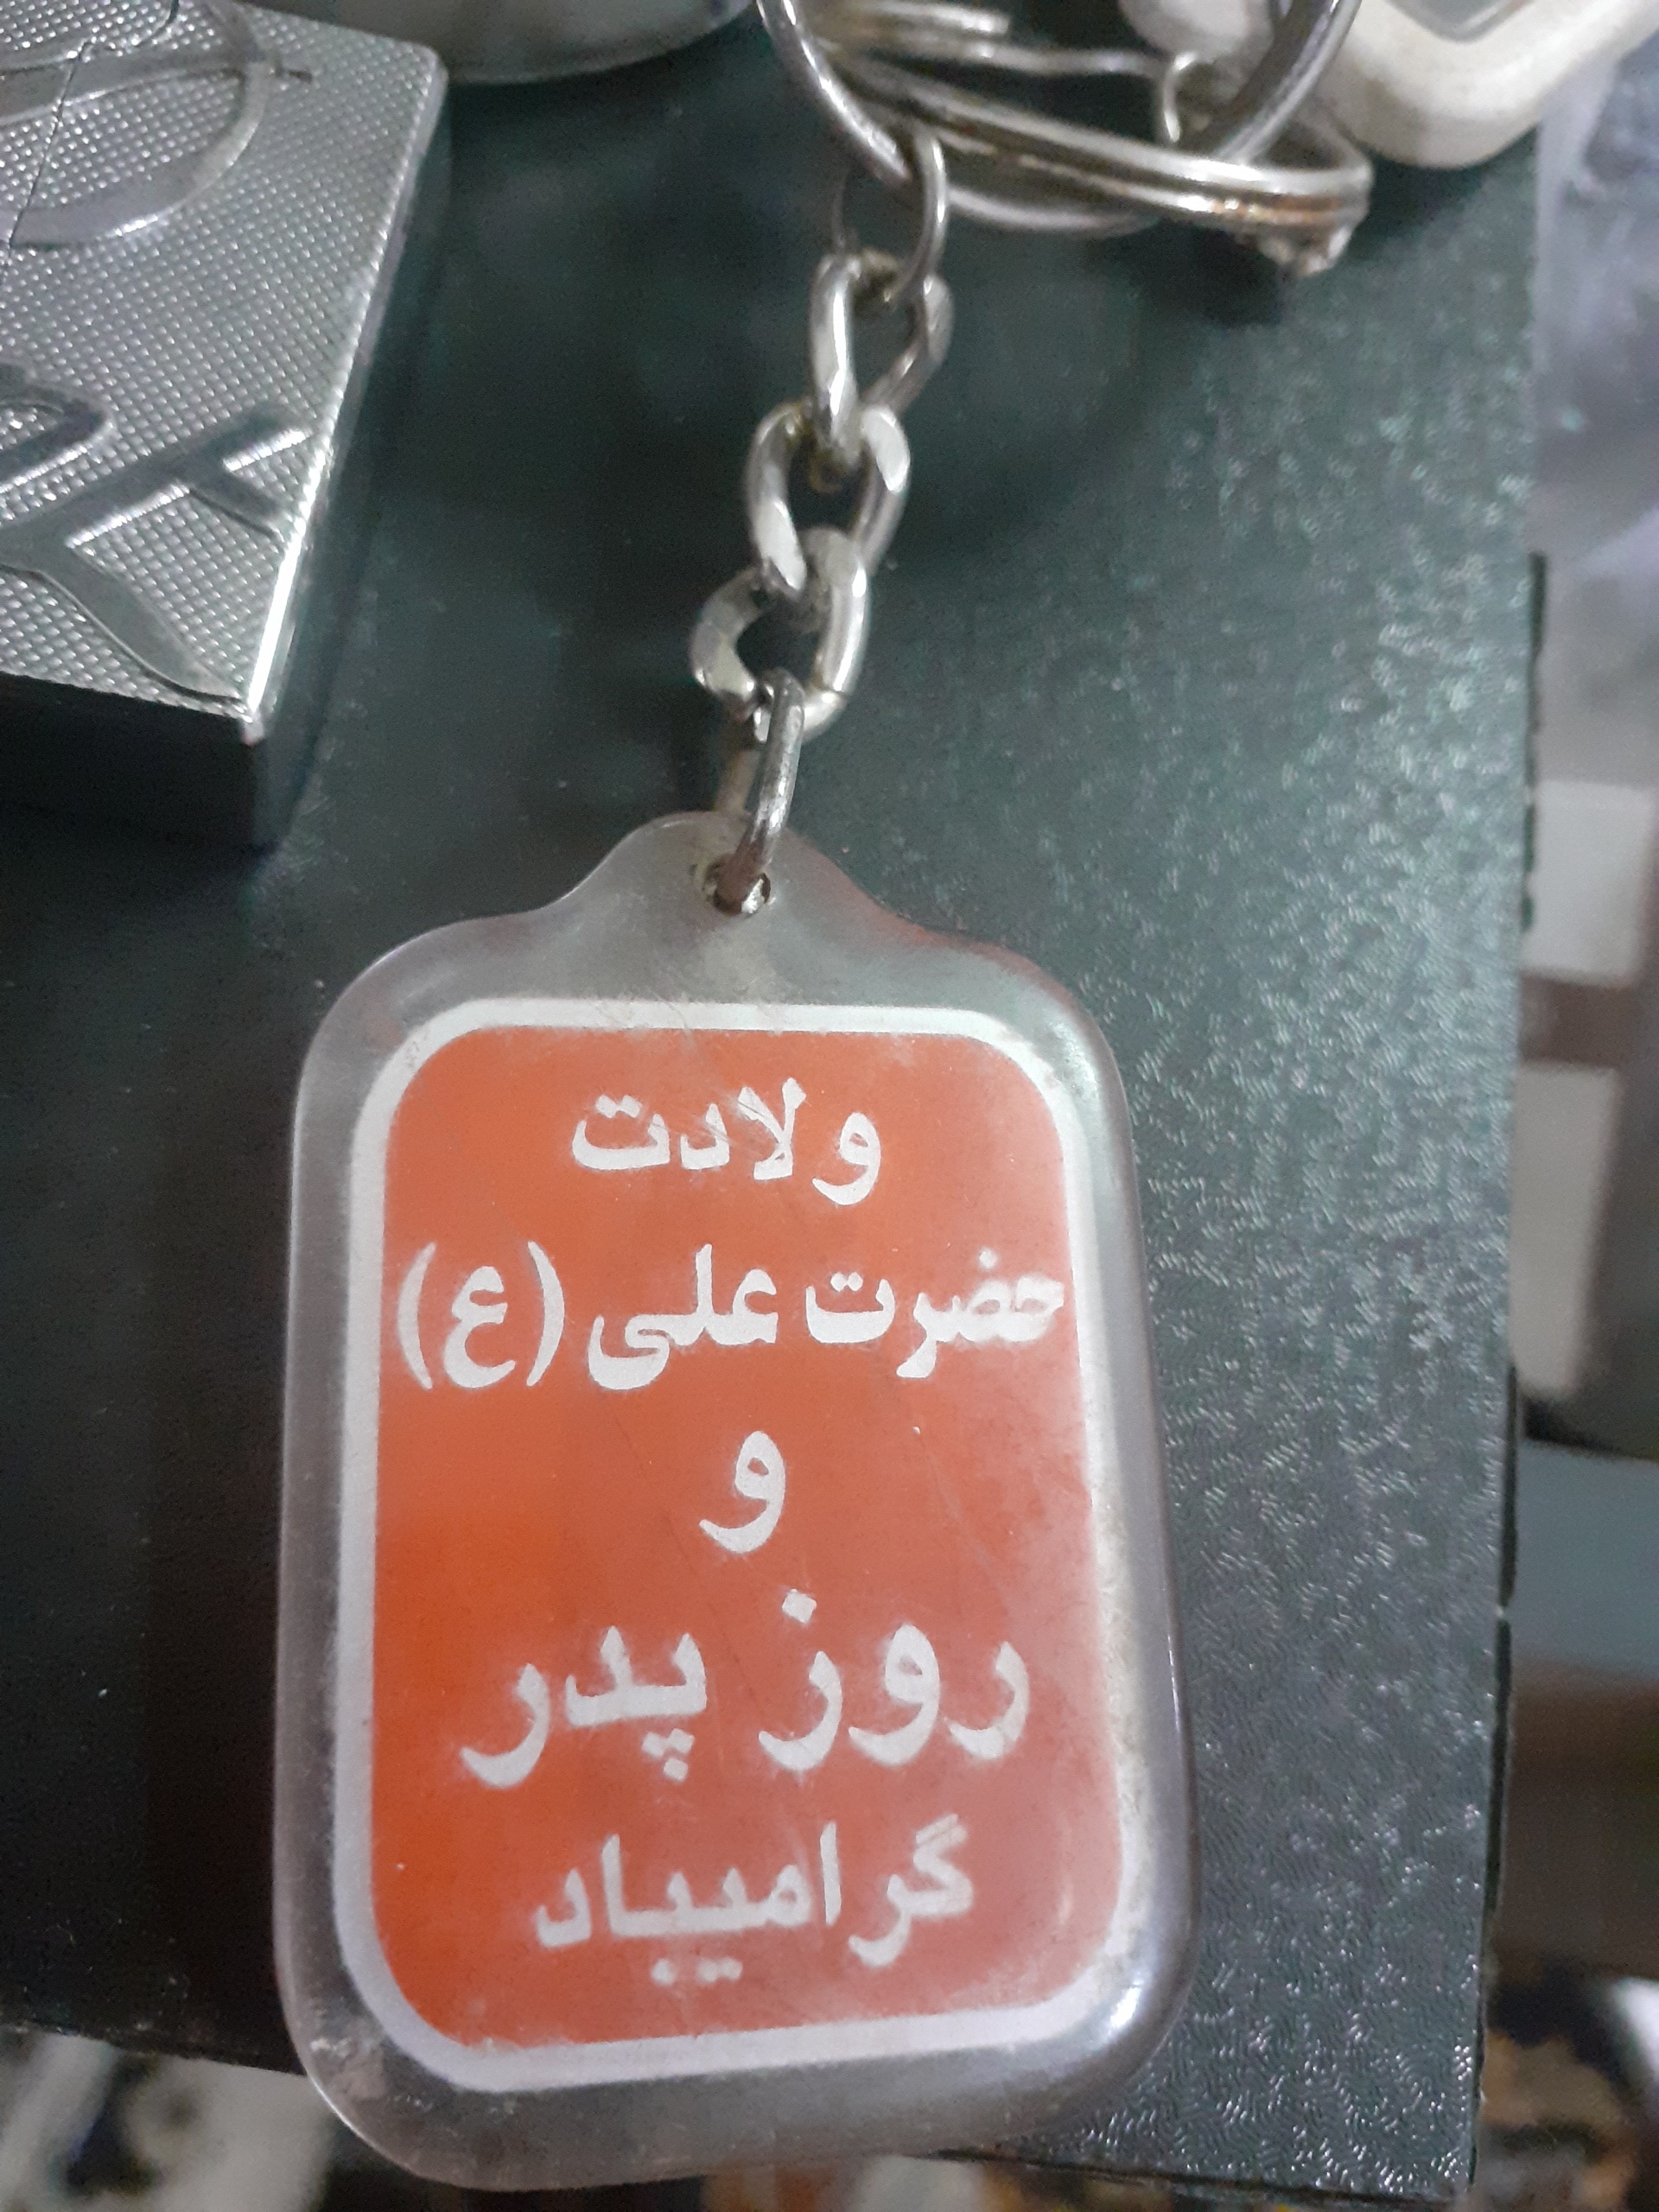 ولادت
حضرت علی (ع)
و
روز پدر
گرامیباد